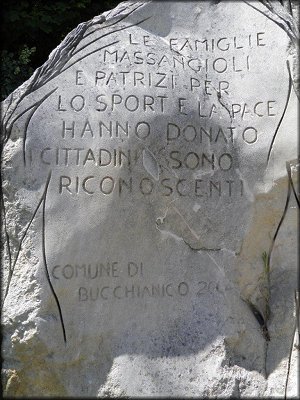 LE FAMIGLIE
MASSANGIOLI
E PATRIZI PER
LO SPORT E LA PACE
HANNO DONATO
I CITTADINI SONO
RICONOSCENTI
COMUNE DI
BUCCHIANICO